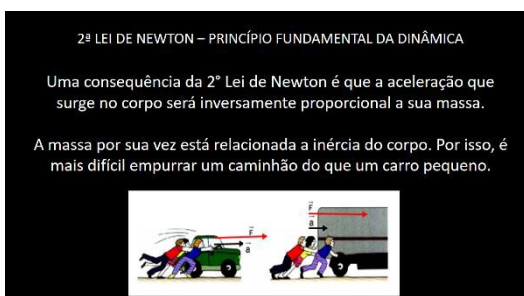 2ª LEI DE NEWTON – PRINCÍPIO FUNDAMENTAL DA DINÂMICA
Uma consequência da 2° Lei de Newton é que a aceleração que
surge no corpo será inversamente proporcional a sua massa.
A massa por sua vez está relacionada a inércia do corpo. Por isso, é
mais difícil empurrar um caminhão do que um carro pequeno.
F
a
F
a